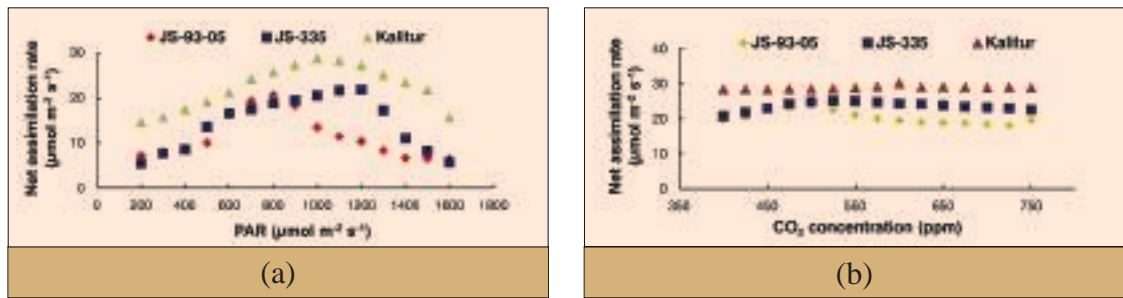 JS-93-05 JS-335 Kalitur
Net assimilation rate
(µmol m⁻² s⁻¹)
30
20
10
0
0 200 400 600 800 1000 1200 1400 1600 1800
PAR (µmol m⁻² s⁻¹)
(a)
JS-93-05 JS-335 Kalitur
Net assimilation rate
(µmol m⁻² s⁻¹)
40
30
20
10
0
350 450 550 650 750
CO₂ concentration (ppm)
(b)